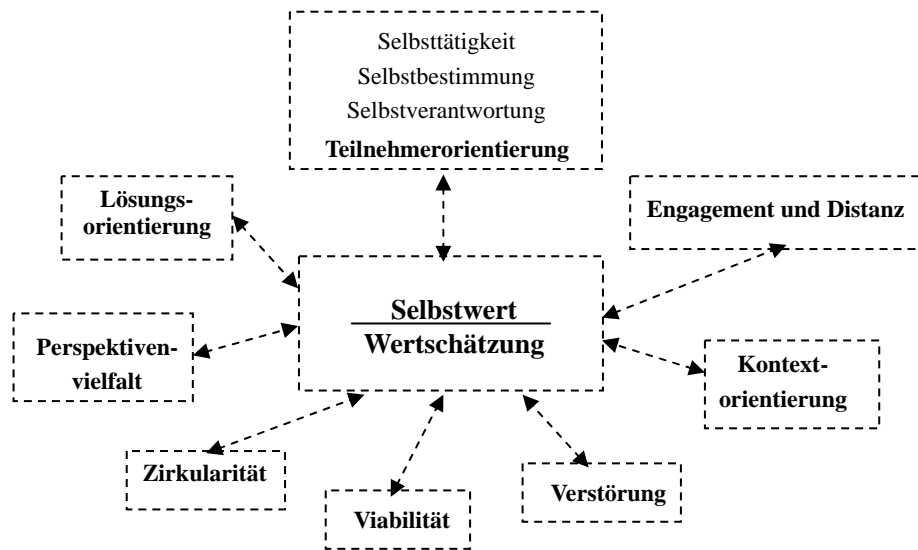 Selbsttätigkeit
Selbstbestimmung
Selbstverantwortung
Teilnehmerorientierung
Lösungs-
orientierung
Engagement und Distanz
Selbstwert
Wertschätzung
Perspektiven-
vielfalt
Kontext-
orientierung
Zirkularität
Viabilität
Verstörung